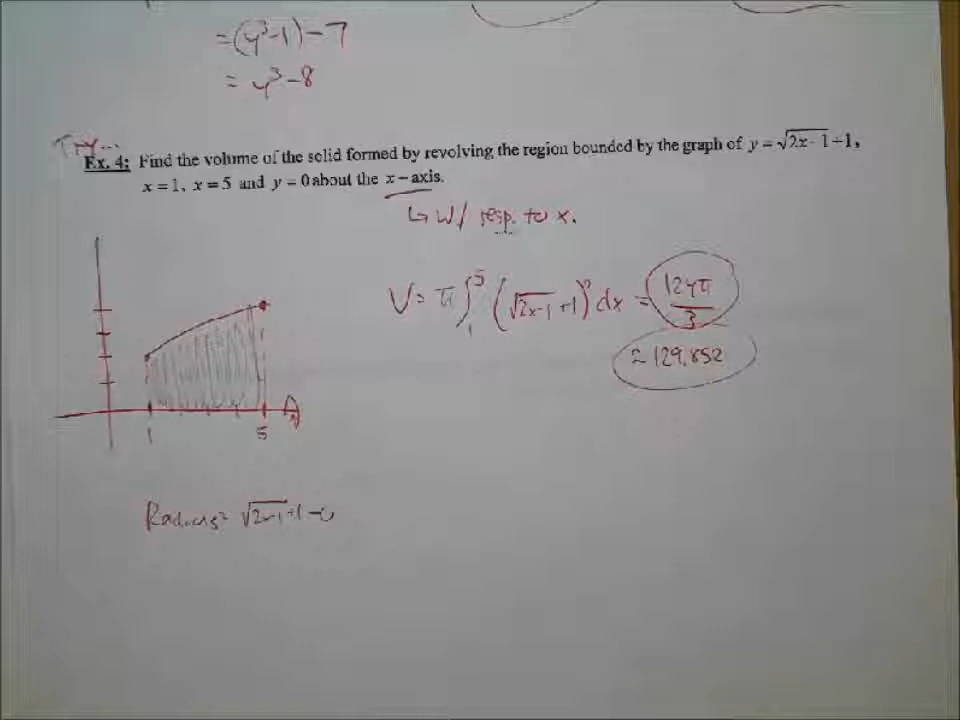 = (y³-1) - 7
= y³ - 8
TRY...
Ex. 4: Find the volume of the solid formed by revolving the region bounded by the graph of y = √(2x-1) + 1,
x = 1, x = 5 and y = 0 about the x-axis.
↳ w/ resp. to x.
V = π ∫₁⁵ (√(2x-1) + 1)² dx = 124π/3
≈ 129.852
1 5
Radius = √(2x-1) + 1 - 0